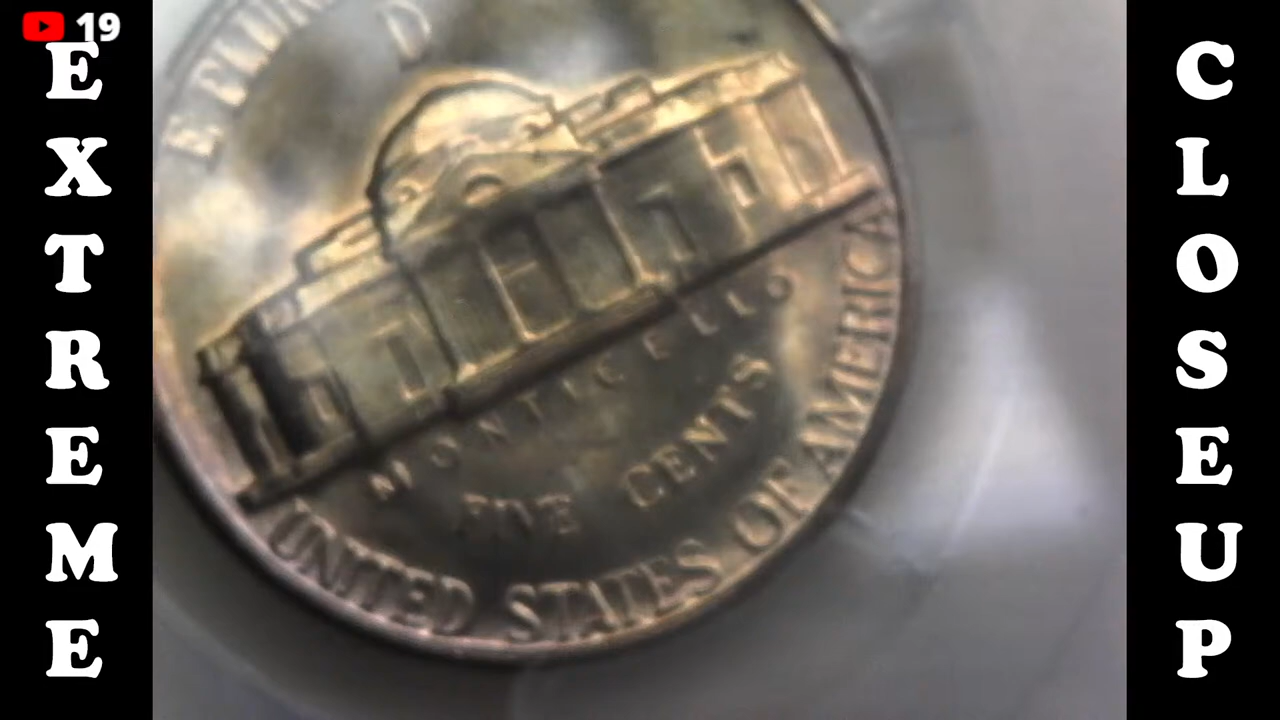 19
EXTREME
CLOSEUP
D
MONTICELLO
FIVE CENTS
UNITED STATES OF AMERICA